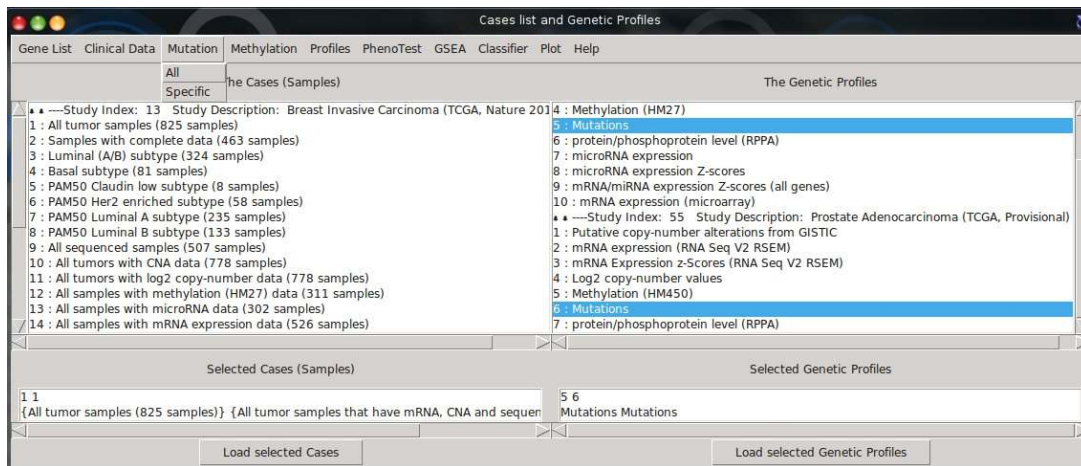 Cases list and Genetic Profiles
Gene List Clinical Data Mutation Methylation Profiles PhenoTest GSEA Classifier Plot Help
All
Specific
he Cases (Samples)
----Study Index: 13 Study Description: Breast Invasive Carcinoma (TCGA, Nature 201
1 : All tumor samples (825 samples)
2 : Samples with complete data (463 samples)
3 : Luminal (A/B) subtype (324 samples)
4 : Basal subtype (81 samples)
5 : PAM50 Claudin low subtype (8 samples)
6 : PAM50 Her2 enriched subtype (58 samples)
7 : PAM50 Luminal A subtype (235 samples)
8 : PAM50 Luminal B subtype (133 samples)
9 : All sequenced samples (507 samples)
10 : All tumors with CNA data (778 samples)
11 : All tumors with log2 copy-number data (778 samples)
12 : All samples with methylation (HM27) data (311 samples)
13 : All samples with microRNA data (302 samples)
14 : All samples with mRNA expression data (526 samples)
The Genetic Profiles
4 : Methylation (HM27)
5 : Mutations
6 : protein/phosphoprotein level (RPPA)
7 : microRNA expression
8 : microRNA expression Z-scores
9 : mRNA/miRNA expression Z-scores (all genes)
10 : mRNA expression (microarray)
----Study Index: 55 Study Description: Prostate Adenocarcinoma (TCGA, Provisional)
1 : Putative copy-number alterations from GISTIC
2 : mRNA expression (RNA Seq V2 RSEM)
3 : mRNA Expression z-Scores (RNA Seq V2 RSEM)
4 : Log2 copy-number values
5 : Methylation (HM450)
6 : Mutations
7 : protein/phosphoprotein level (RPPA)
Selected Cases (Samples)
1 1
{All tumor samples (825 samples)} {All tumor samples that have mRNA, CNA and sequen
Load selected Cases
Selected Genetic Profiles
5 6
Mutations Mutations
Load selected Genetic Profiles